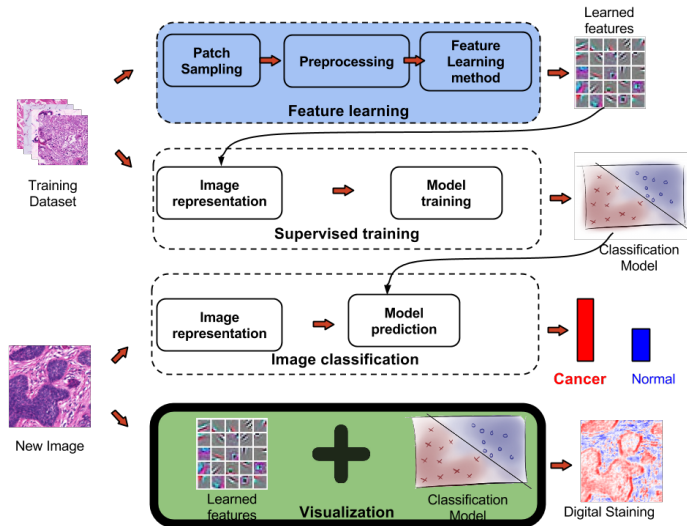 Learned
features
Patch
Sampling
Preprocessing
Feature
Learning
method
Feature learning
Training
Dataset
Image
representation
Model
training
Supervised training
Classification
Model
Image
representation
Model
prediction
Image classification
Cancer
Normal
New Image
Learned
features
Visualization
Classification
Model
Digital Staining